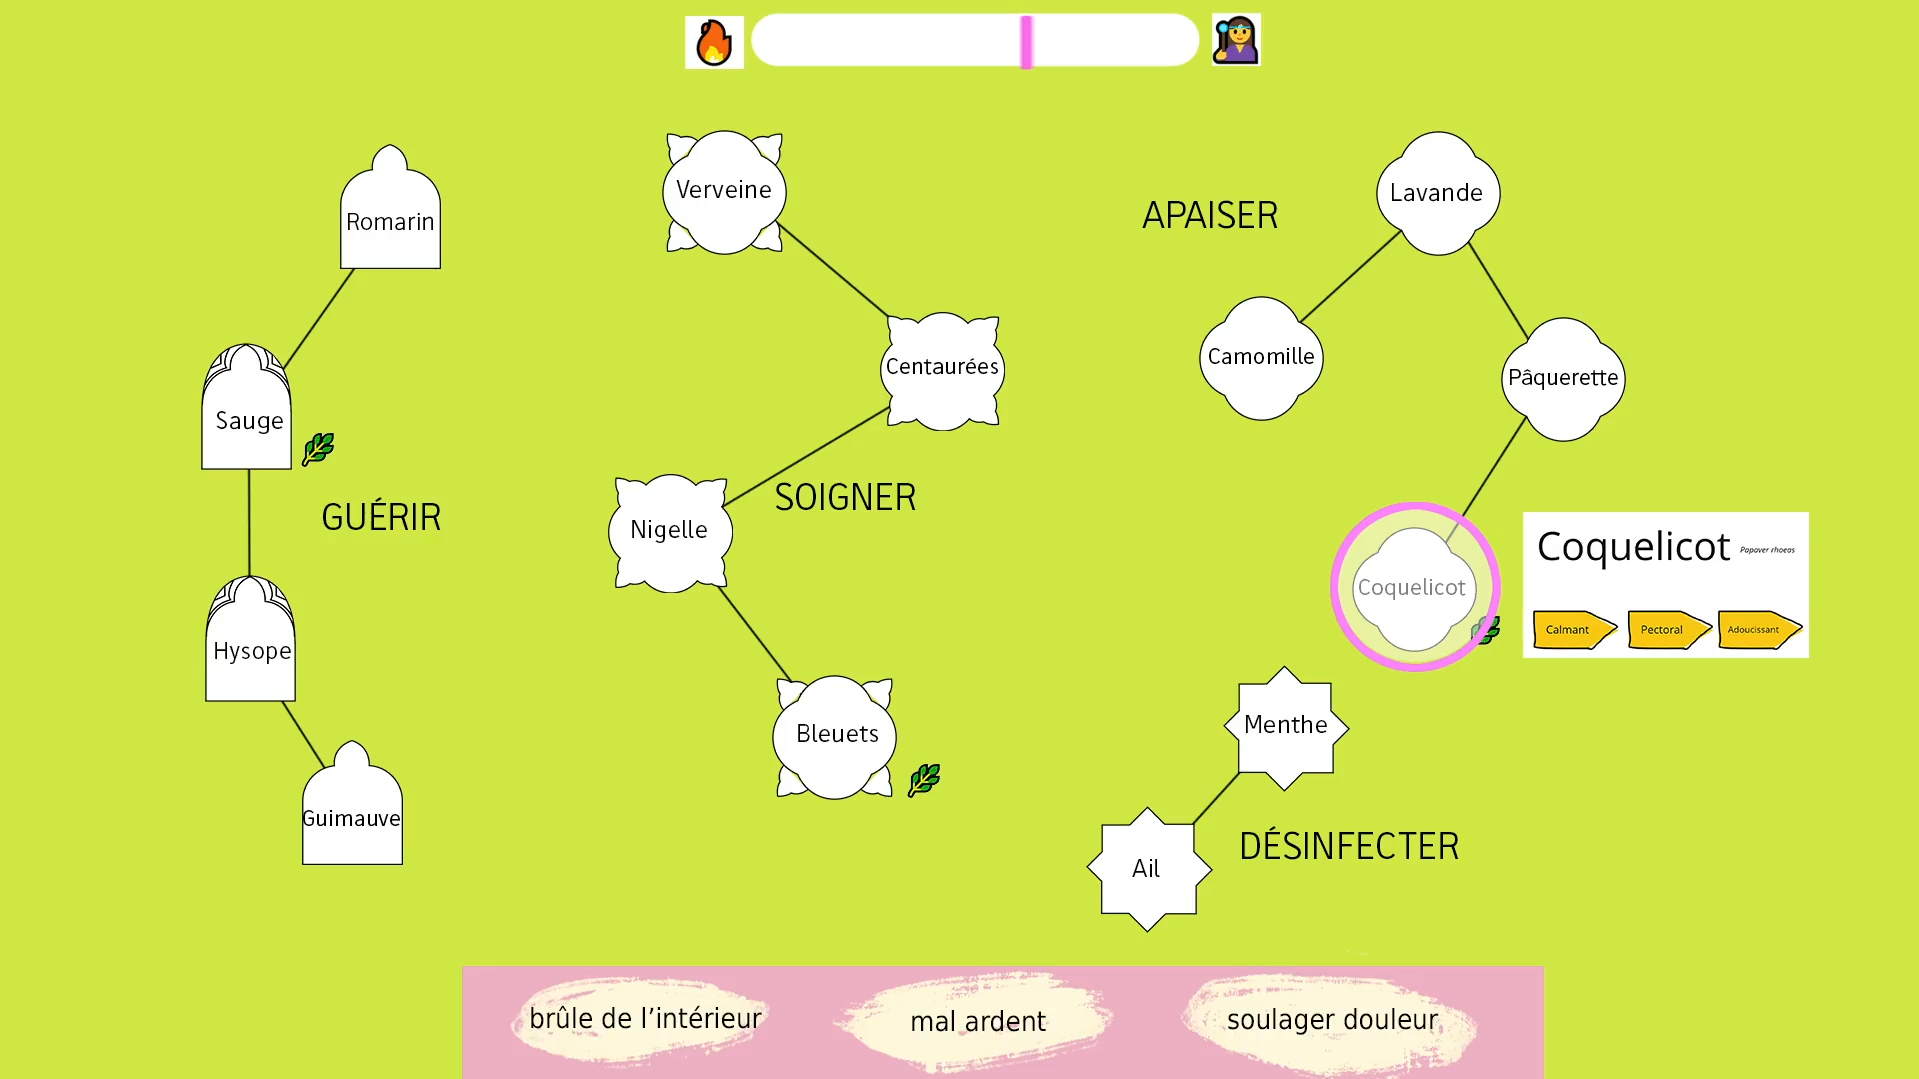 Romarin
Verveine
APAISER
Lavande
Sauge
Centaurées
Camomille
Pâquerette
GUÉRIR
Nigelle
SOIGNER
Coquelicot
Coquelicot Papaver rhoeas
Calmant
Pectoral
Adoucissant
Hysope
Bleuets
Menthe
Guimauve
Ail
DÉSINFECTER
brûle de l’intérieur
mal ardent
soulager douleur